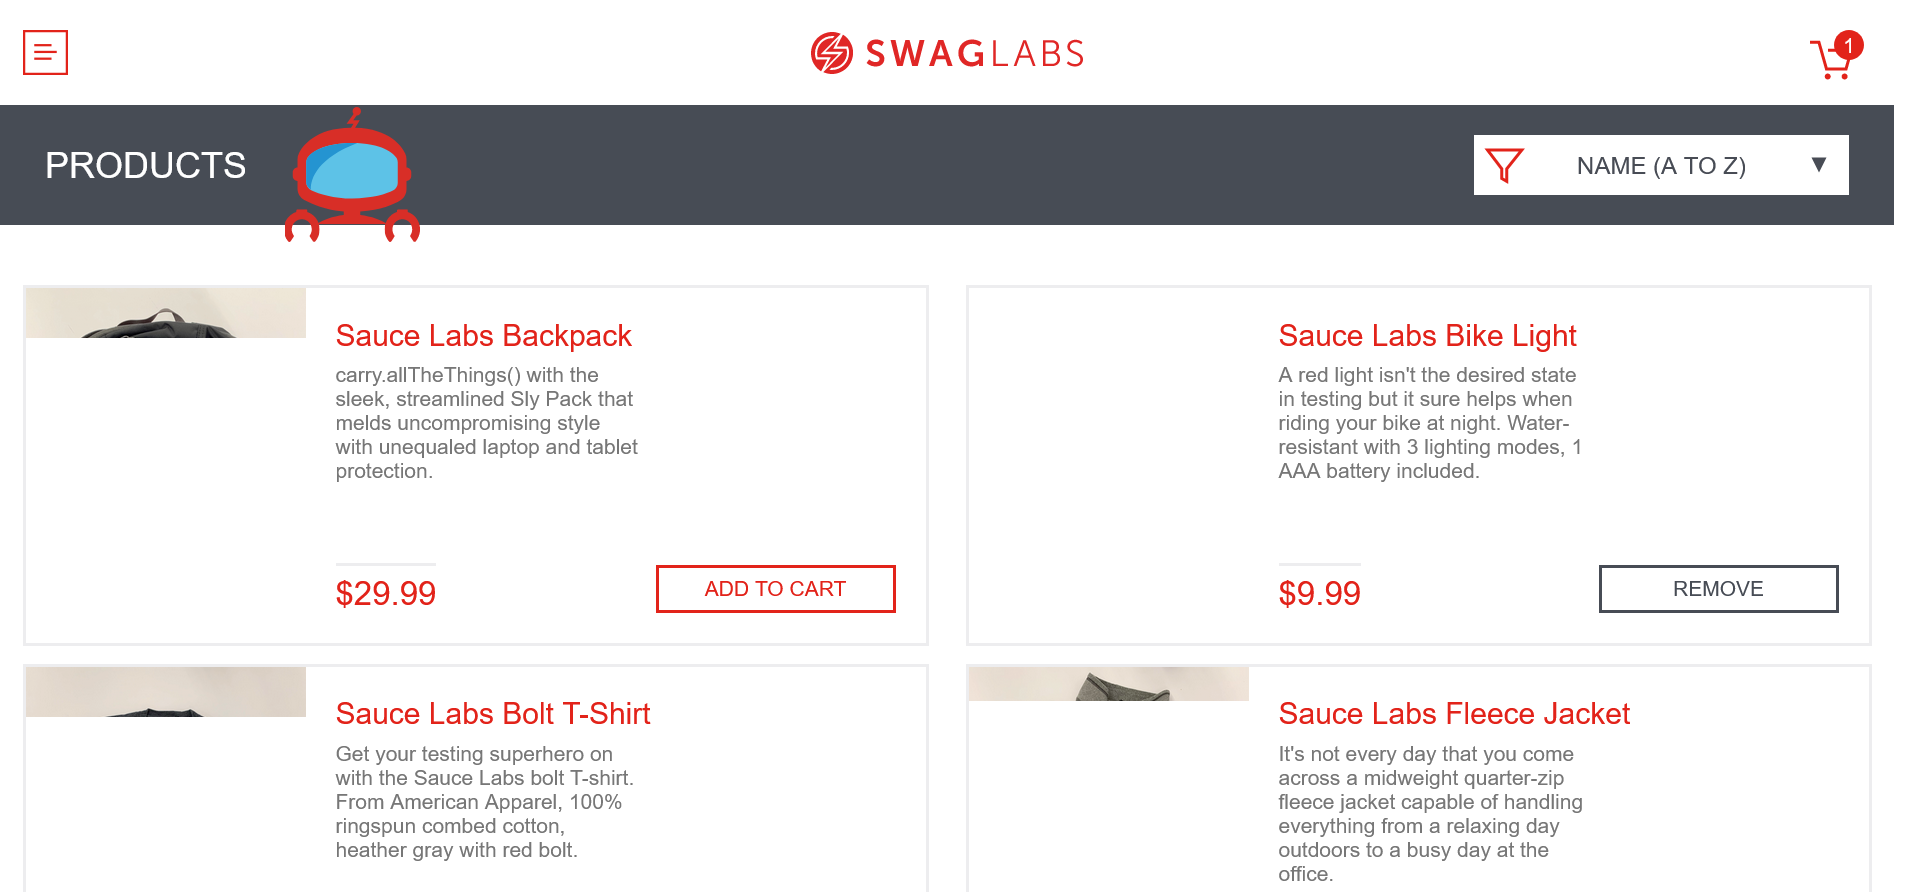 SWAGLABS
1
PRODUCTS
NAME (A TO Z)
Sauce Labs Backpack
carry.allTheThings() with the
sleek, streamlined Sly Pack that
melds uncompromising style
with unequaled laptop and tablet
protection.
$29.99
ADD TO CART
Sauce Labs Bike Light
A red light isn't the desired state
in testing but it sure helps when
riding your bike at night. Water-
resistant with 3 lighting modes, 1
AAA battery included.
$9.99
REMOVE
Sauce Labs Bolt T-Shirt
Get your testing superhero on
with the Sauce Labs bolt T-shirt.
From American Apparel, 100%
ringspun combed cotton,
heather gray with red bolt.
Sauce Labs Fleece Jacket
It's not every day that you come
across a midweight quarter-zip
fleece jacket capable of handling
everything from a relaxing day
outdoors to a busy day at the
office.